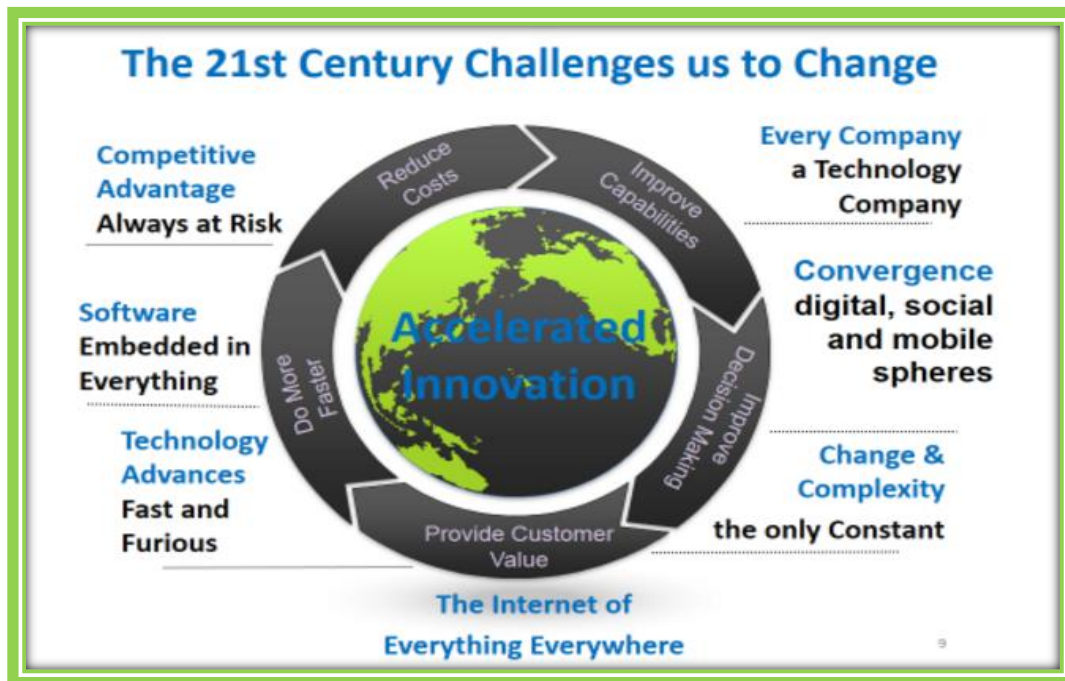 The 21st Century Challenges us to Change
Competitive
Advantage
Always at Risk
Software
Embedded in
Everything
Technology
Advances
Fast and
Furious
Reduce
Costs
Improve
Capabilities
Improve
Decision Making
Provide Customer
Value
Do More
Faster
Accelerated
Innovation
Every Company
a Technology
Company
Convergence
digital, social
and mobile
spheres
Change &
Complexity
the only Constant
The Internet of
Everything Everywhere
9